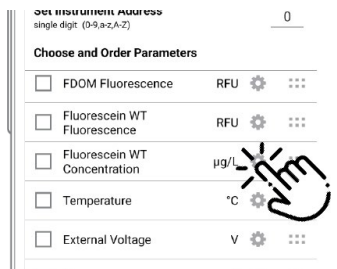 Set Instrument Address
single digit (0-9,a-z,A-Z)
0
Choose and Order Parameters
FDOM Fluorescence RFU
Fluorescein WT
Fluorescence RFU
Fluorescein WT
Concentration µg/L
Temperature °C
External Voltage V